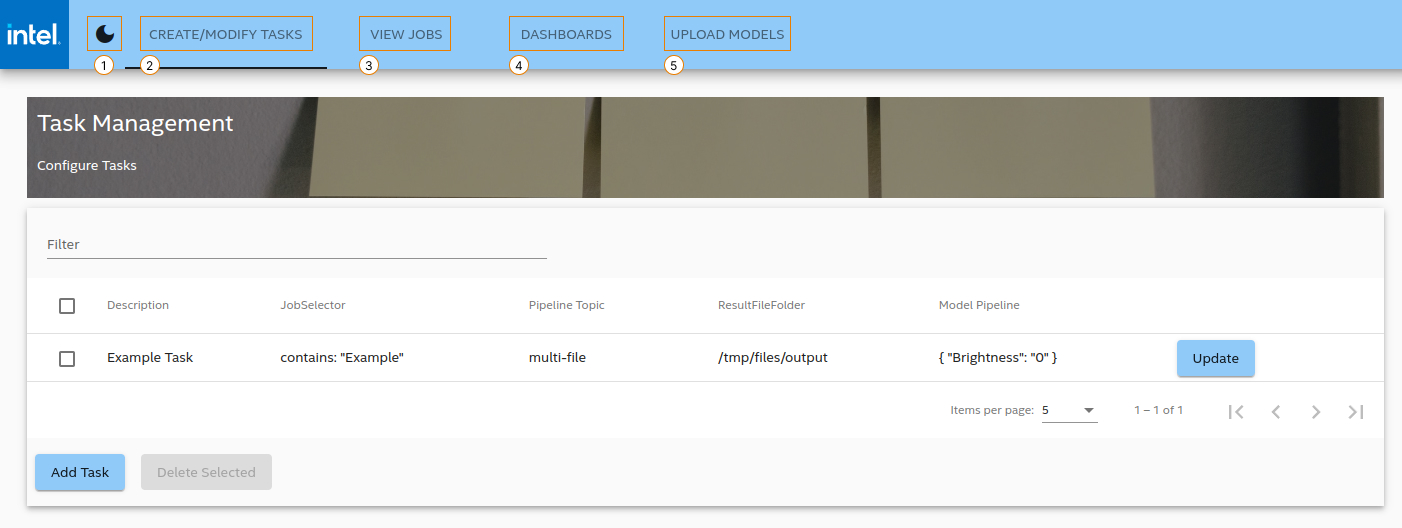 intel.
CREATE/MODIFY TASKS VIEW JOBS DASHBOARDS UPLOAD MODELS
1 2 3 4 5
Task Management
Configure Tasks
Filter
Description JobSelector Pipeline Topic ResultFileFolder Model Pipeline
Example Task contains: "Example" multi-file /tmp/files/output { "Brightness": "0" } Update
Items per page: 5 1 – 1 of 1
Add Task Delete Selected